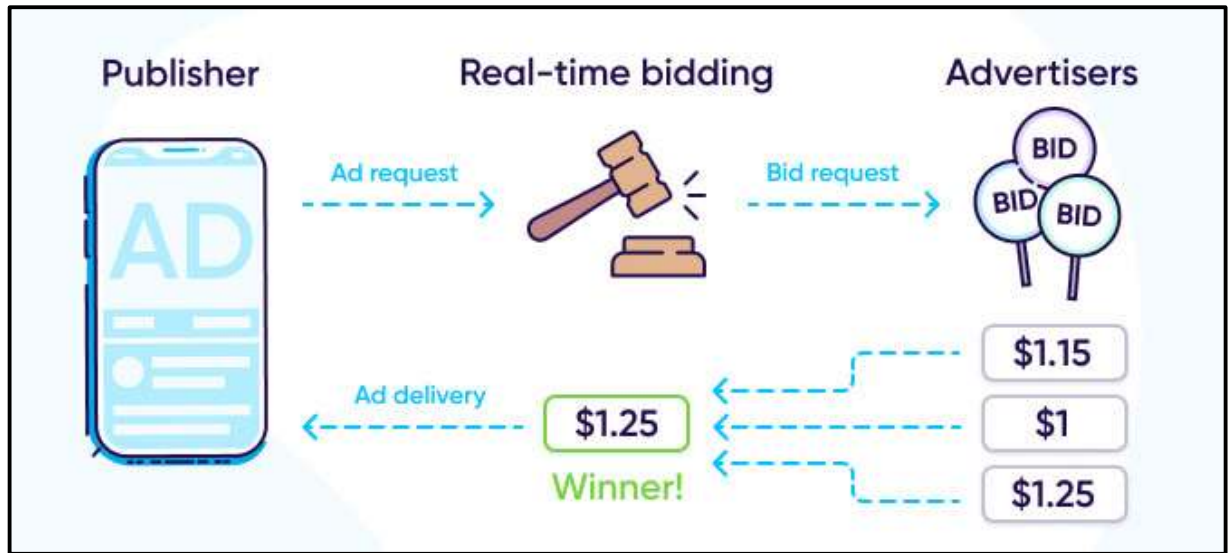 Publisher
Real-time bidding
Advertisers
AD
Ad request
Bid request
BID
BID
BID
$1.15
Ad delivery
$1.25
$1
Winner!
$1.25